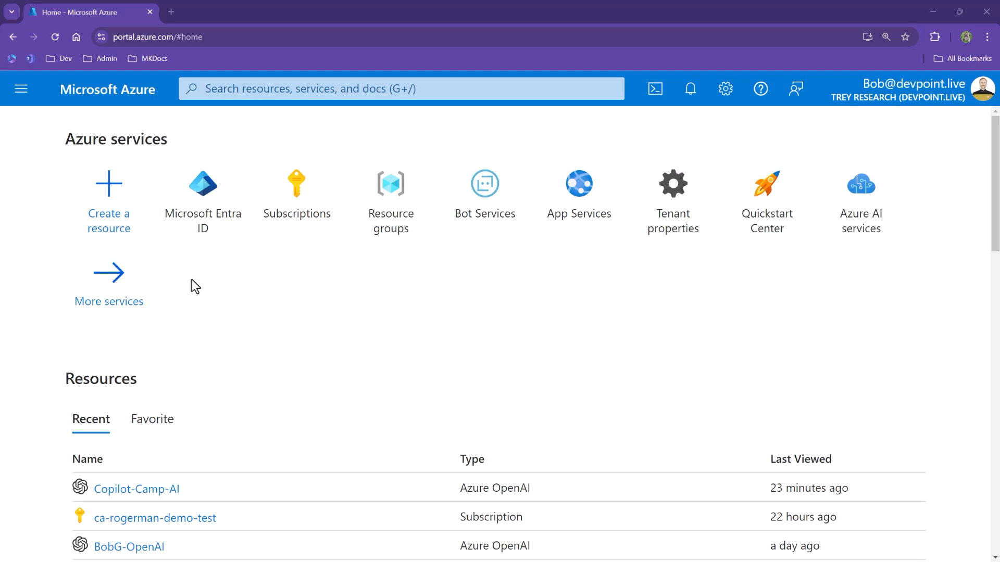 Home - Microsoft Azure
portal.azure.com/#home
Dev Admin MKDocs All Bookmarks
Microsoft Azure
Search resources, services, and docs (G+/)
Bob@devpoint.live
TREY RESEARCH (DEVPOINT.LIVE)
Azure services
Create a
resource
Microsoft Entra
ID
Subscriptions
Resource
groups
Bot Services
App Services
Tenant
properties
Quickstart
Center
Azure AI
services
More services
Resources
Recent Favorite
Name Type Last Viewed
Copilot-Camp-AI Azure OpenAI 23 minutes ago
ca-rogerman-demo-test Subscription 22 hours ago
BobG-OpenAI Azure OpenAI a day ago